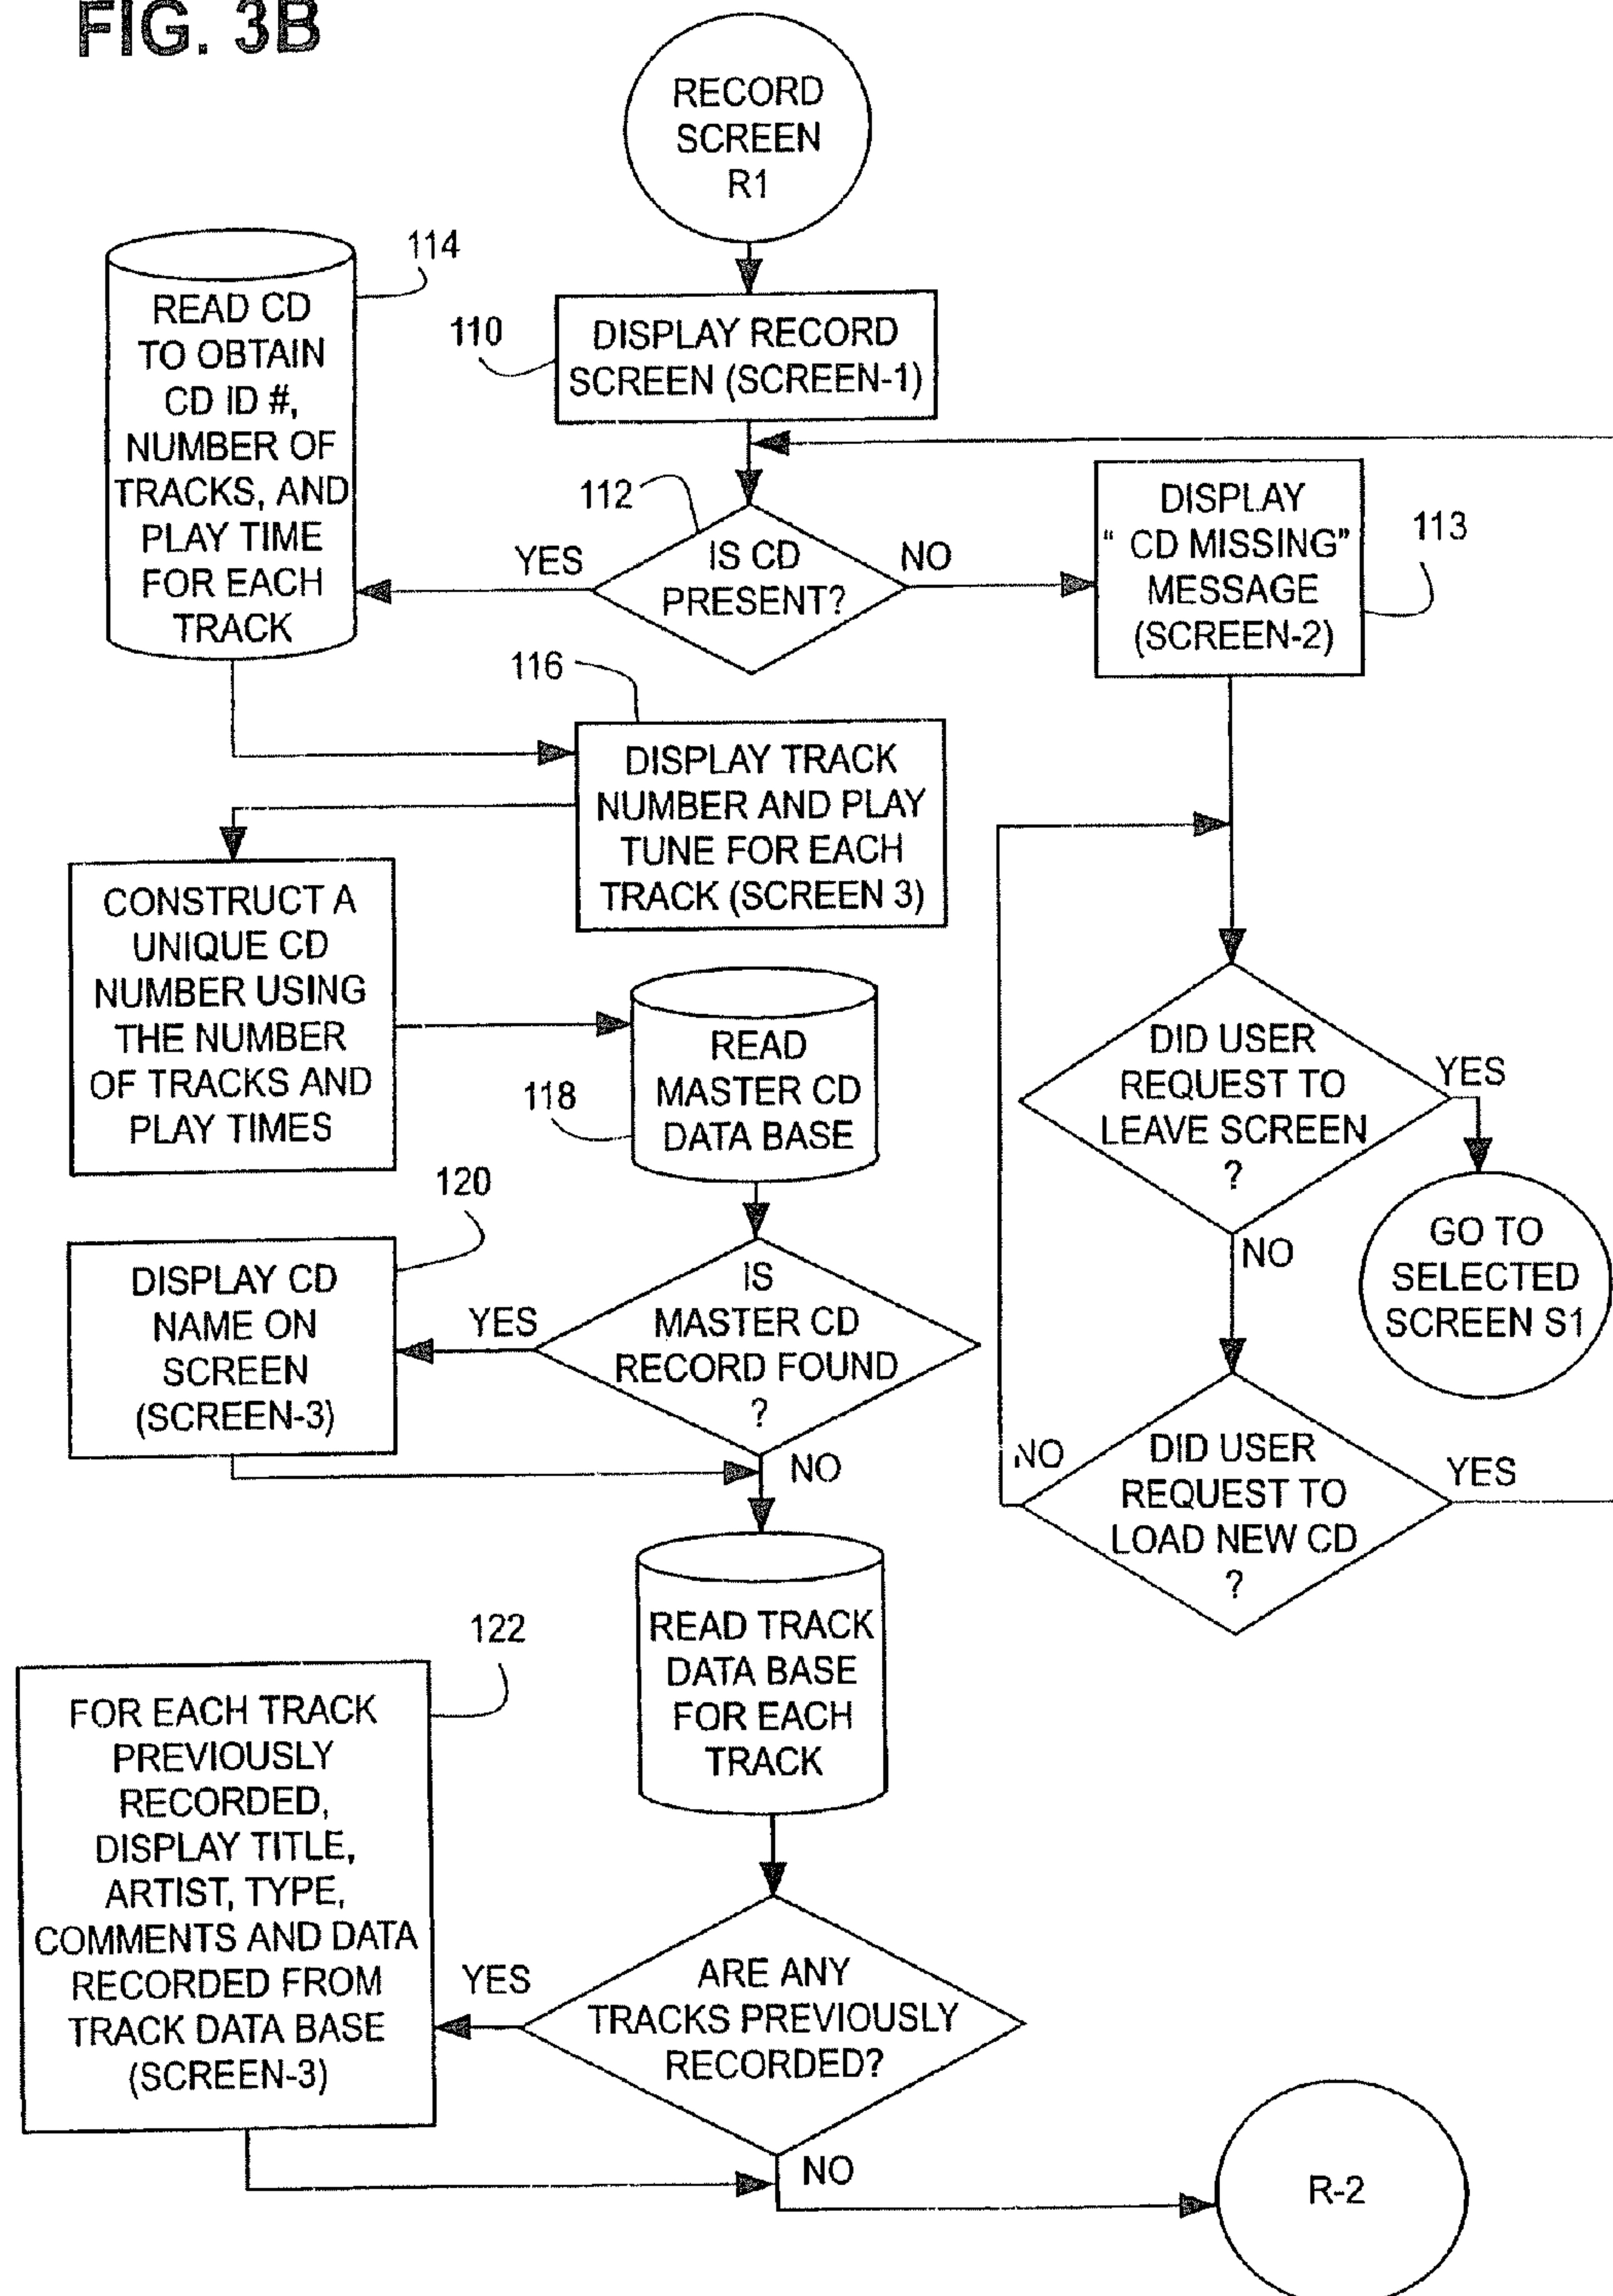 FIG. 3B
RECORD
SCREEN
R1
114
READ CD
TO OBTAIN
CD ID #,
NUMBER OF
TRACKS, AND
PLAY TIME
FOR EACH
TRACK
110
DISPLAY RECORD
SCREEN (SCREEN-1)
112
IS CD
PRESENT?
YES
NO
DISPLAY
" CD MISSING"
MESSAGE
(SCREEN-2)
113
116
DISPLAY TRACK
NUMBER AND PLAY
TUNE FOR EACH
TRACK (SCREEN 3)
CONSTRUCT A
UNIQUE CD
NUMBER USING
THE NUMBER
OF TRACKS AND
PLAY TIMES
READ
MASTER CD
DATA BASE
118
DID USER
REQUEST TO
LEAVE SCREEN
?
YES
NO
GO TO
SELECTED
SCREEN S1
120
DISPLAY CD
NAME ON
SCREEN
(SCREEN-3)
YES
IS
MASTER CD
RECORD FOUND
?
NO
NO
DID USER
REQUEST TO
LOAD NEW CD
?
YES
READ TRACK
DATA BASE
FOR EACH
TRACK
122
FOR EACH TRACK
PREVIOUSLY
RECORDED,
DISPLAY TITLE,
ARTIST, TYPE,
COMMENTS AND DATA
RECORDED FROM
TRACK DATA BASE
(SCREEN-3)
YES
ARE ANY
TRACKS PREVIOUSLY
RECORDED?
NO
R-2